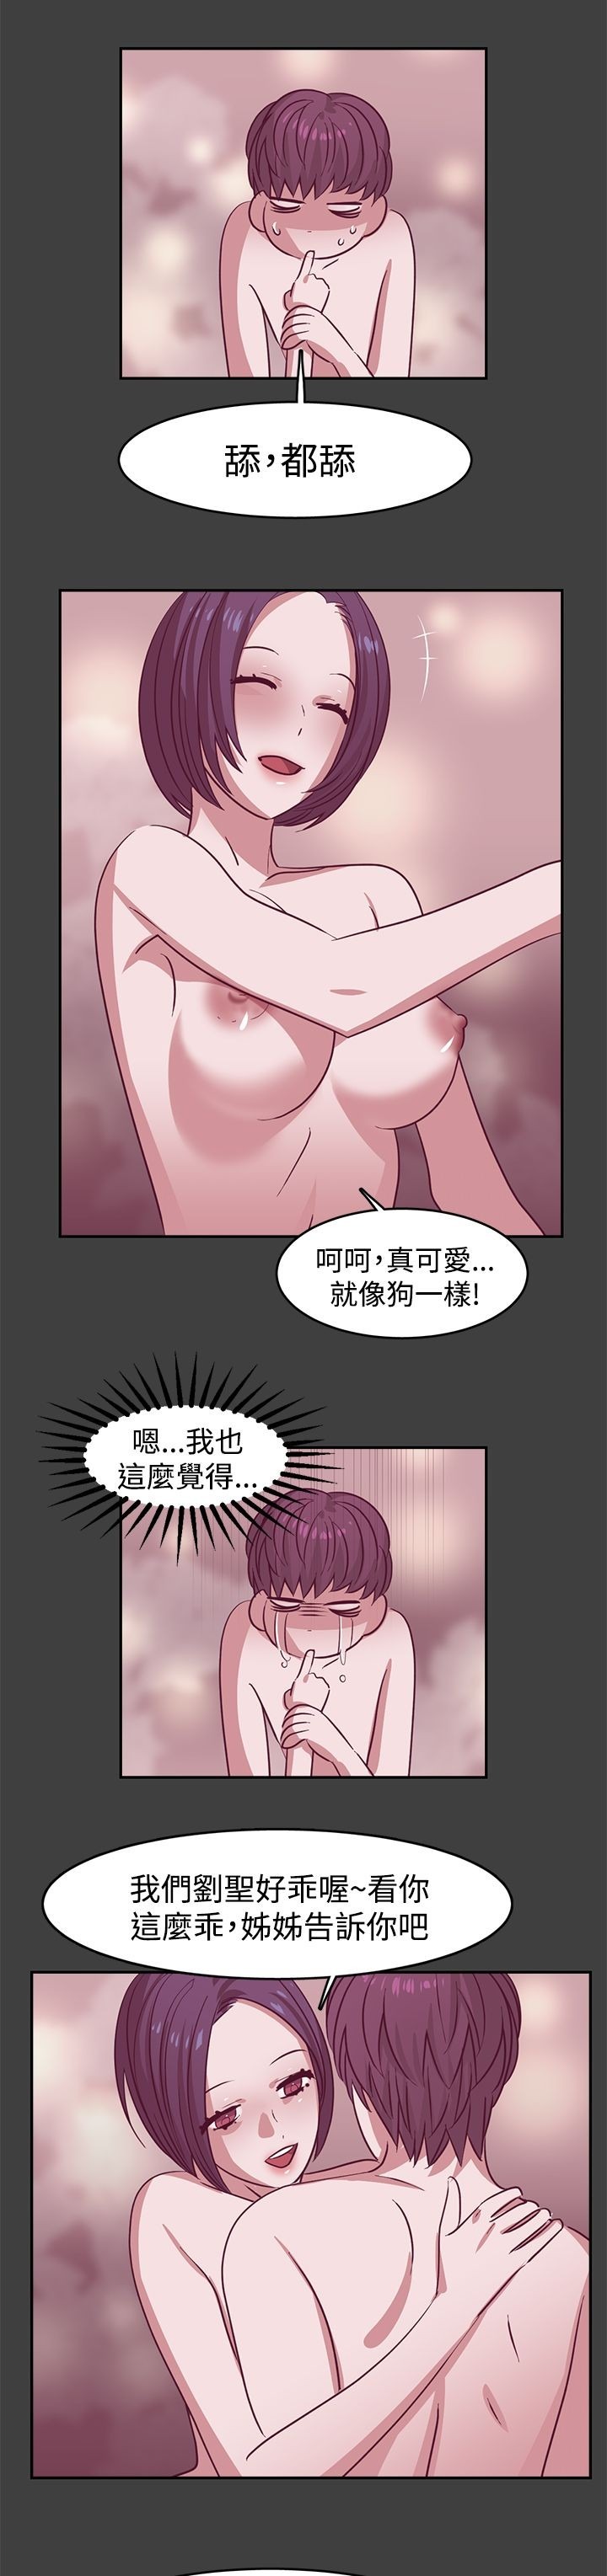 舔，都舔
呵呵，真可愛…
就像狗一樣!
嗯…我也
這麼覺得…
我們劉聖好乖喔~看你
這麼乖，姊姊告訴你吧